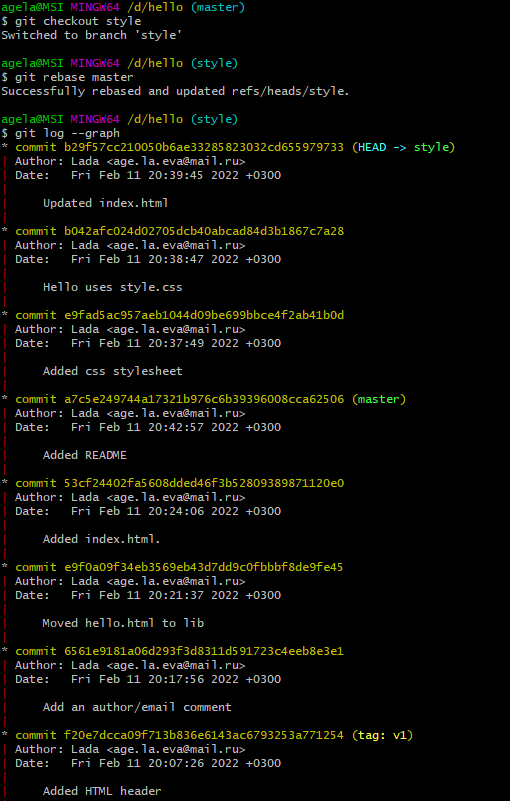 agela@MSI MINGW64 /d/hello (master)
$ git checkout style
Switched to branch 'style'
agela@MSI MINGW64 /d/hello (style)
$ git rebase master
Successfully rebased and updated refs/heads/style.
agela@MSI MINGW64 /d/hello (style)
$ git log --graph
* commit b29f57cc210050b6ae33285823032cd655979733 (HEAD -> style)
| Author: Lada <age.la.eva@mail.ru>
| Date:   Fri Feb 11 20:39:45 2022 +0300
|
|     Updated index.html
|
* commit b042afc024d02705dcb40abcad84d3b1867c7a28
| Author: Lada <age.la.eva@mail.ru>
| Date:   Fri Feb 11 20:38:47 2022 +0300
|
|     Hello uses style.css
|
* commit e9fad5ac957aeb1044d09be699bbce4f2ab41b0d
| Author: Lada <age.la.eva@mail.ru>
| Date:   Fri Feb 11 20:37:49 2022 +0300
|
|     Added css stylesheet
|
* commit a7c5e249744a17321b976c6b39396008cca62506 (master)
| Author: Lada <age.la.eva@mail.ru>
| Date:   Fri Feb 11 20:42:57 2022 +0300
|
|     Added README
|
* commit 53cf24402fa5608dded46f3b52809389871120e0
| Author: Lada <age.la.eva@mail.ru>
| Date:   Fri Feb 11 20:24:06 2022 +0300
|
|     Added index.html.
|
* commit e9f0a09f34eb3569eb43d7dd9c0fbbbf8de9fe45
| Author: Lada <age.la.eva@mail.ru>
| Date:   Fri Feb 11 20:21:37 2022 +0300
|
|     Moved hello.html to lib
|
* commit 6561e9181a06d293f3d8311d591723c4eeb8e3e1
| Author: Lada <age.la.eva@mail.ru>
| Date:   Fri Feb 11 20:17:56 2022 +0300
|
|     Add an author/email comment
|
* commit f20e7dcca09f713b836e6143ac6793253a771254 (tag: v1)
| Author: Lada <age.la.eva@mail.ru>
| Date:   Fri Feb 11 20:07:26 2022 +0300
|
|     Added HTML header